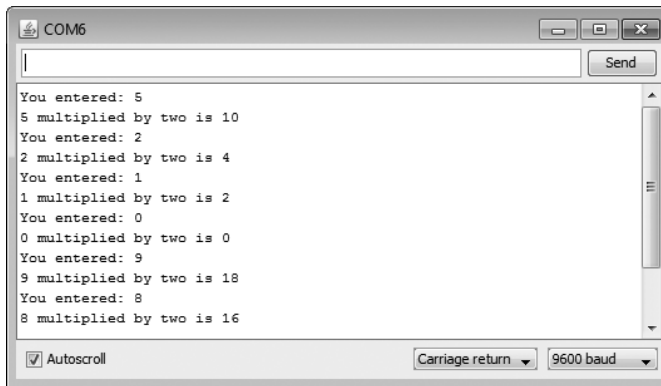 COM6
Send
You entered: 5
5 multiplied by two is 10
You entered: 2
2 multiplied by two is 4
You entered: 1
1 multiplied by two is 2
You entered: 0
0 multiplied by two is 0
You entered: 9
9 multiplied by two is 18
You entered: 8
8 multiplied by two is 16
Autoscroll Carriage return 9600 baud